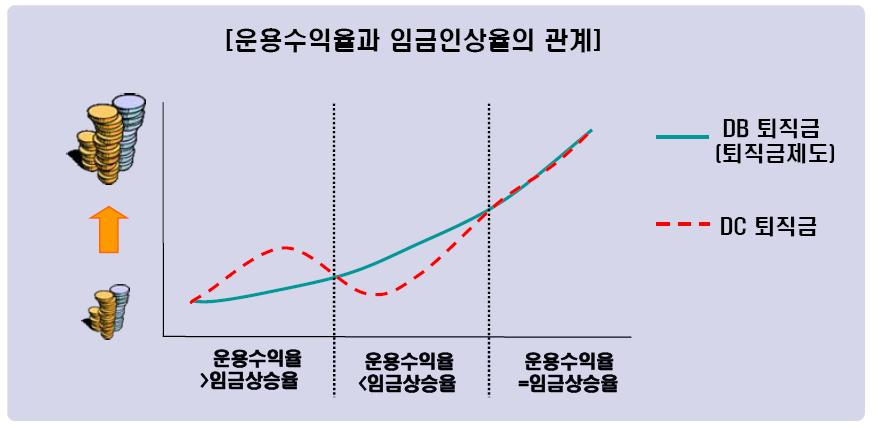 [운용수익율과 임금인상율의 관계]
DB 퇴직금
(퇴직금제도)
DC 퇴직금
운용수익율
>임금상승율
운용수익율
<임금상승율
운용수익율
=임금상승율